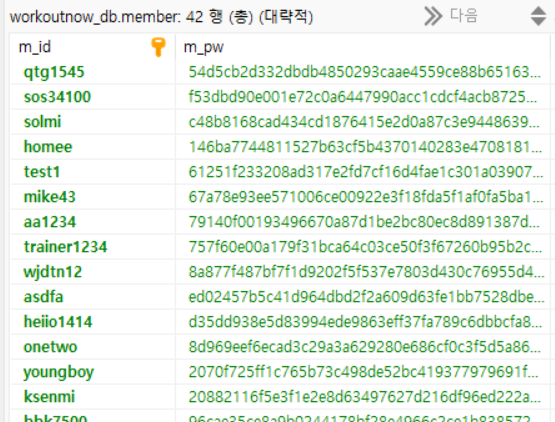 workoutnow_db.member: 42 행 (총) (대략적) 다음
m_id m_pw
qtg1545 54d5cb2d332dbdb4850293caae4559ce88b65163...
sos34100 f53dbd90e001e72c0a6447990acc1cdcf4acb8725...
solmi c48b8168cad434cd1876415e2d0a87c3e9448639...
homee 146ba7744811527b63cf5b4370140283e4708181...
test1 61251f233208ad317e2fd7cf16d4fae1c301a03907...
mike43 67a78e93ee571006ce00922e3f18fda5f1af0fa5ba1...
aa1234 79140f00193496670a87d1be2bc80ec8d891387d...
trainer1234 757f60e00a179f31bca64c03ce50f3f67260b95b2c...
wjdtn12 8a877f487bf7f1d9202f5f537e7803d430c76955d4...
asdfa ed02457b5c41d964dbd2f2a609d63fe1bb7528dbe...
heiio1414 d35dd938e5d83994ede9863eff37fa789c6dbbcfa8...
onetwo 8d969eef6ecad3c29a3a629280e686cf0c3f5d5a86...
youngboy 2070f725ff1c765b73c498de52bc419377979691f...
ksenmi 20882116f5e3f1e2e8d63497627d216df96ed222a...
bbk7500 96cae35ce8a9b0244178bf28e4966c2ce1b838572...